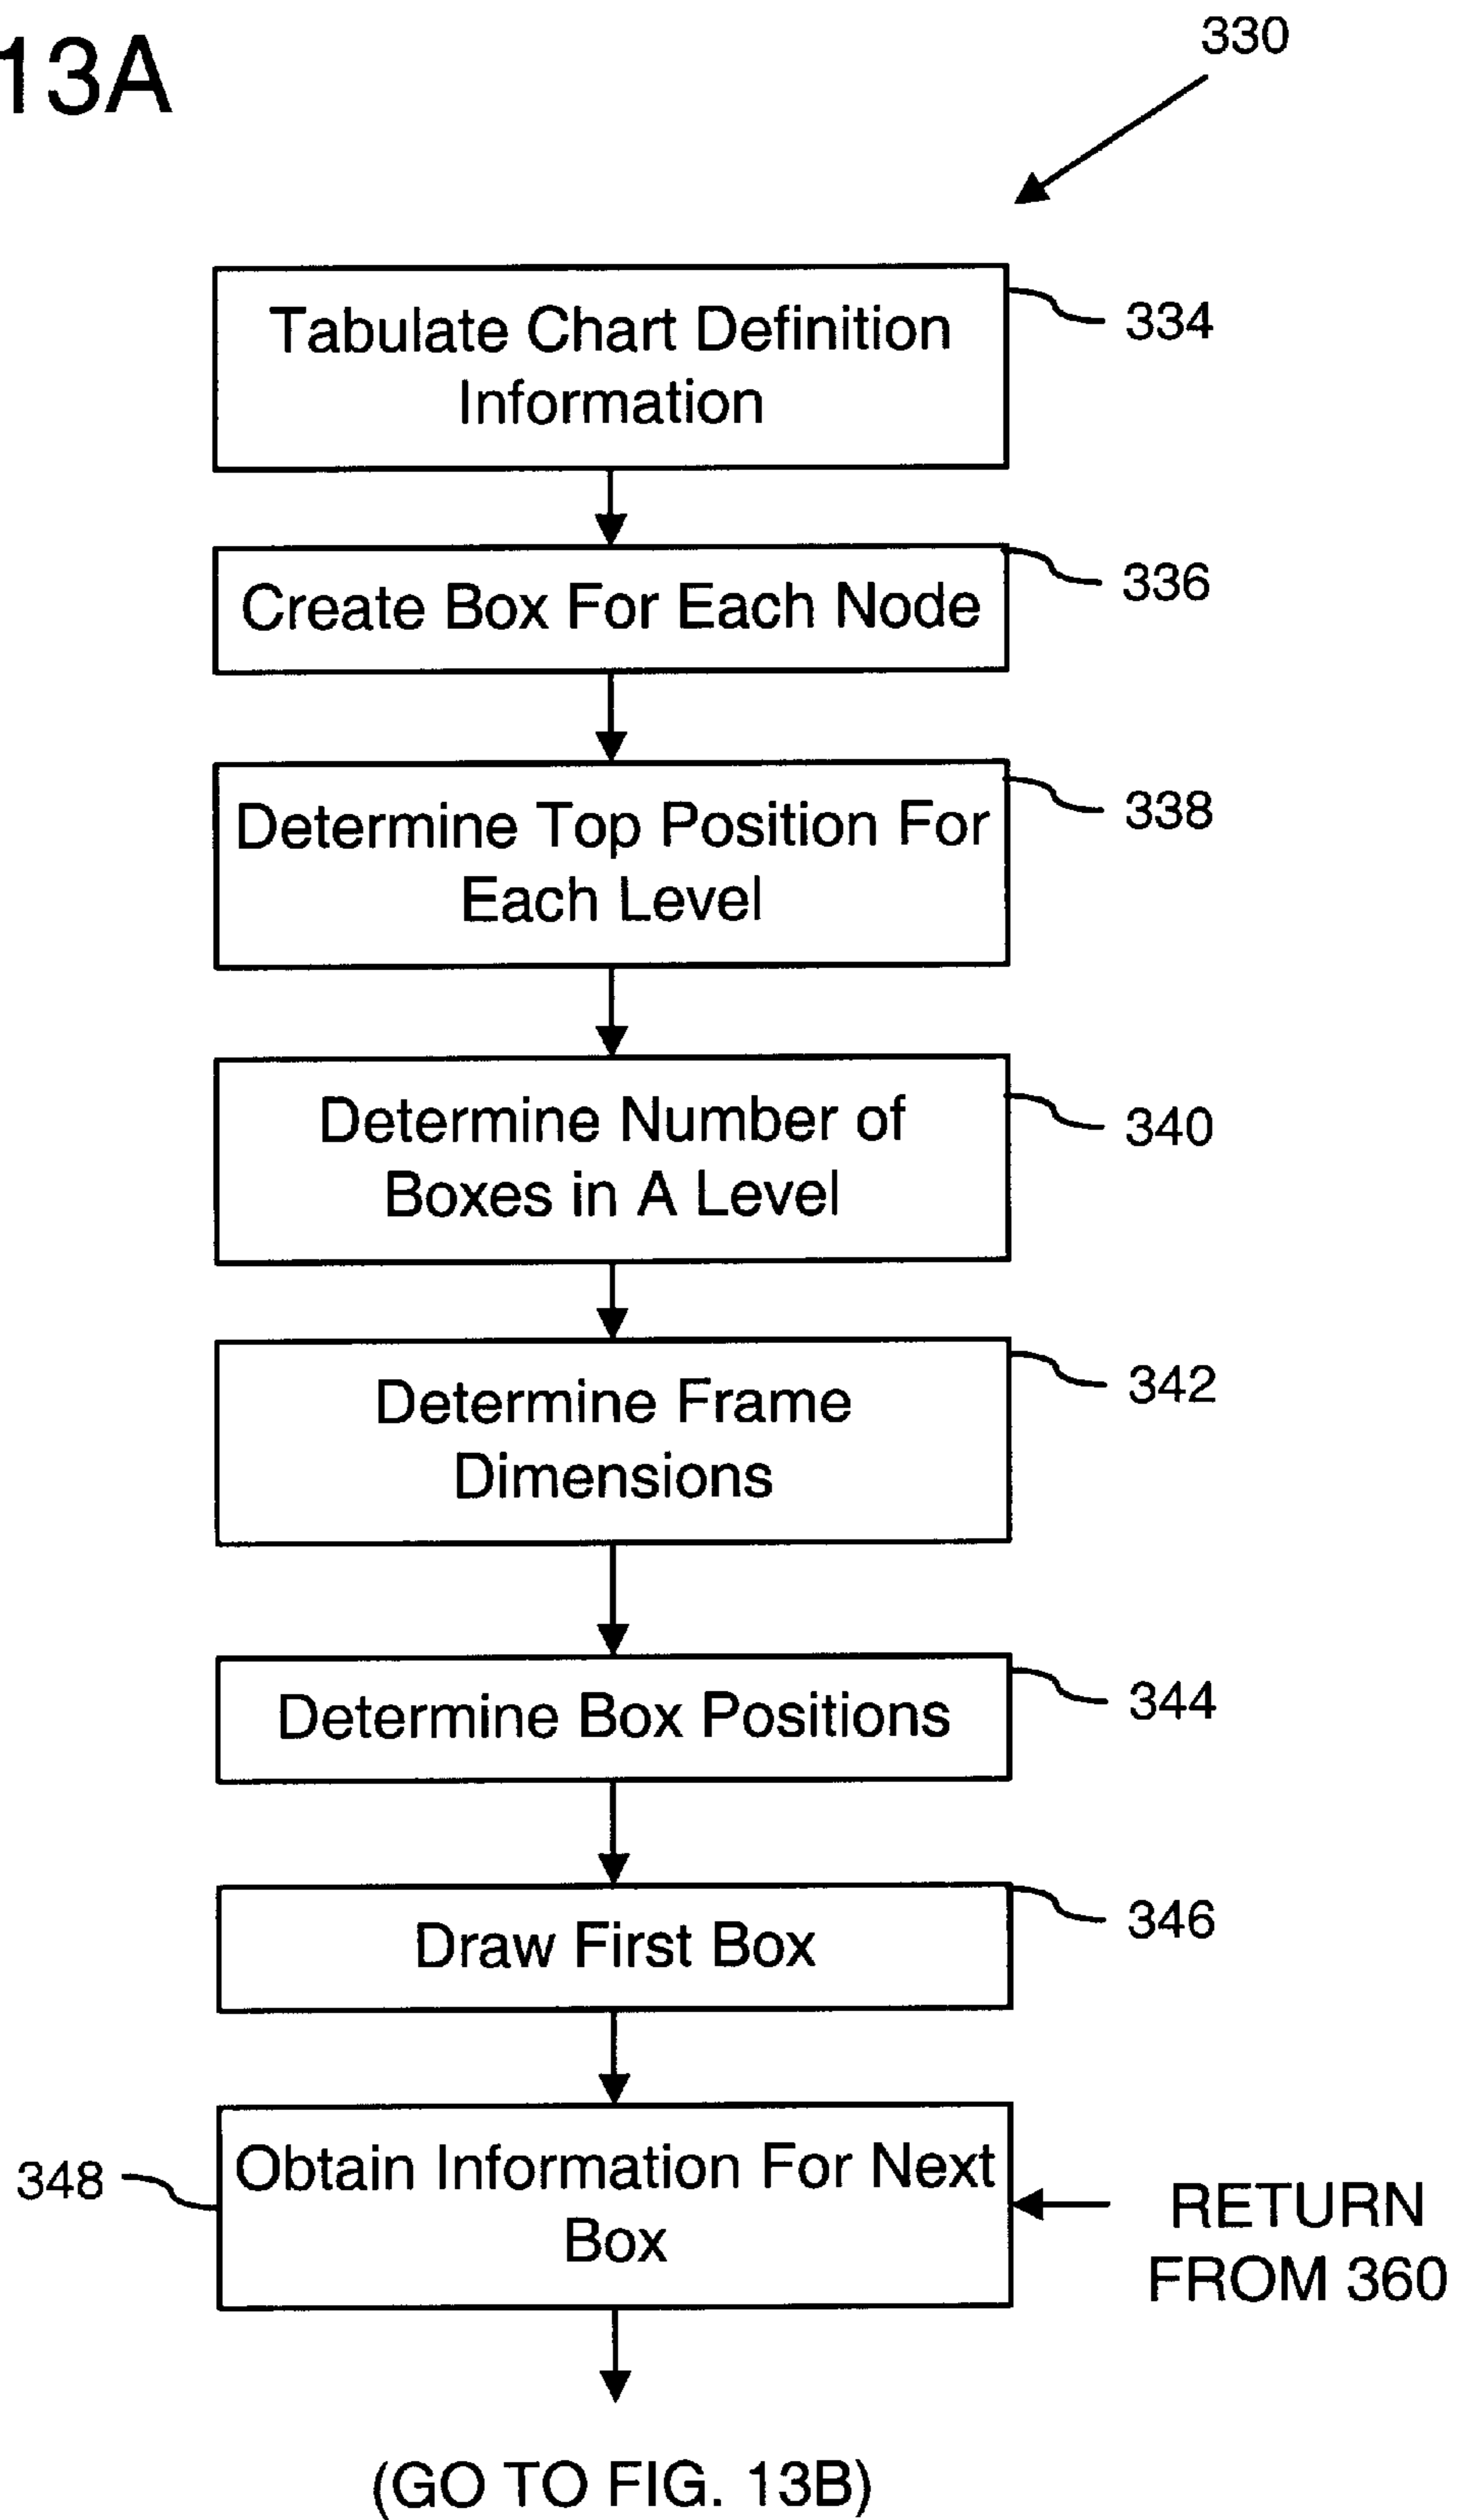 13A
330
Tabulate Chart Definition
Information
334
Create Box For Each Node
336
Determine Top Position For
Each Level
338
Determine Number of
Boxes in A Level
340
Determine Frame
Dimensions
342
Determine Box Positions
344
Draw First Box
346
348
Obtain Information For Next
Box
RETURN
FROM 360
(GO TO FIG. 13B)